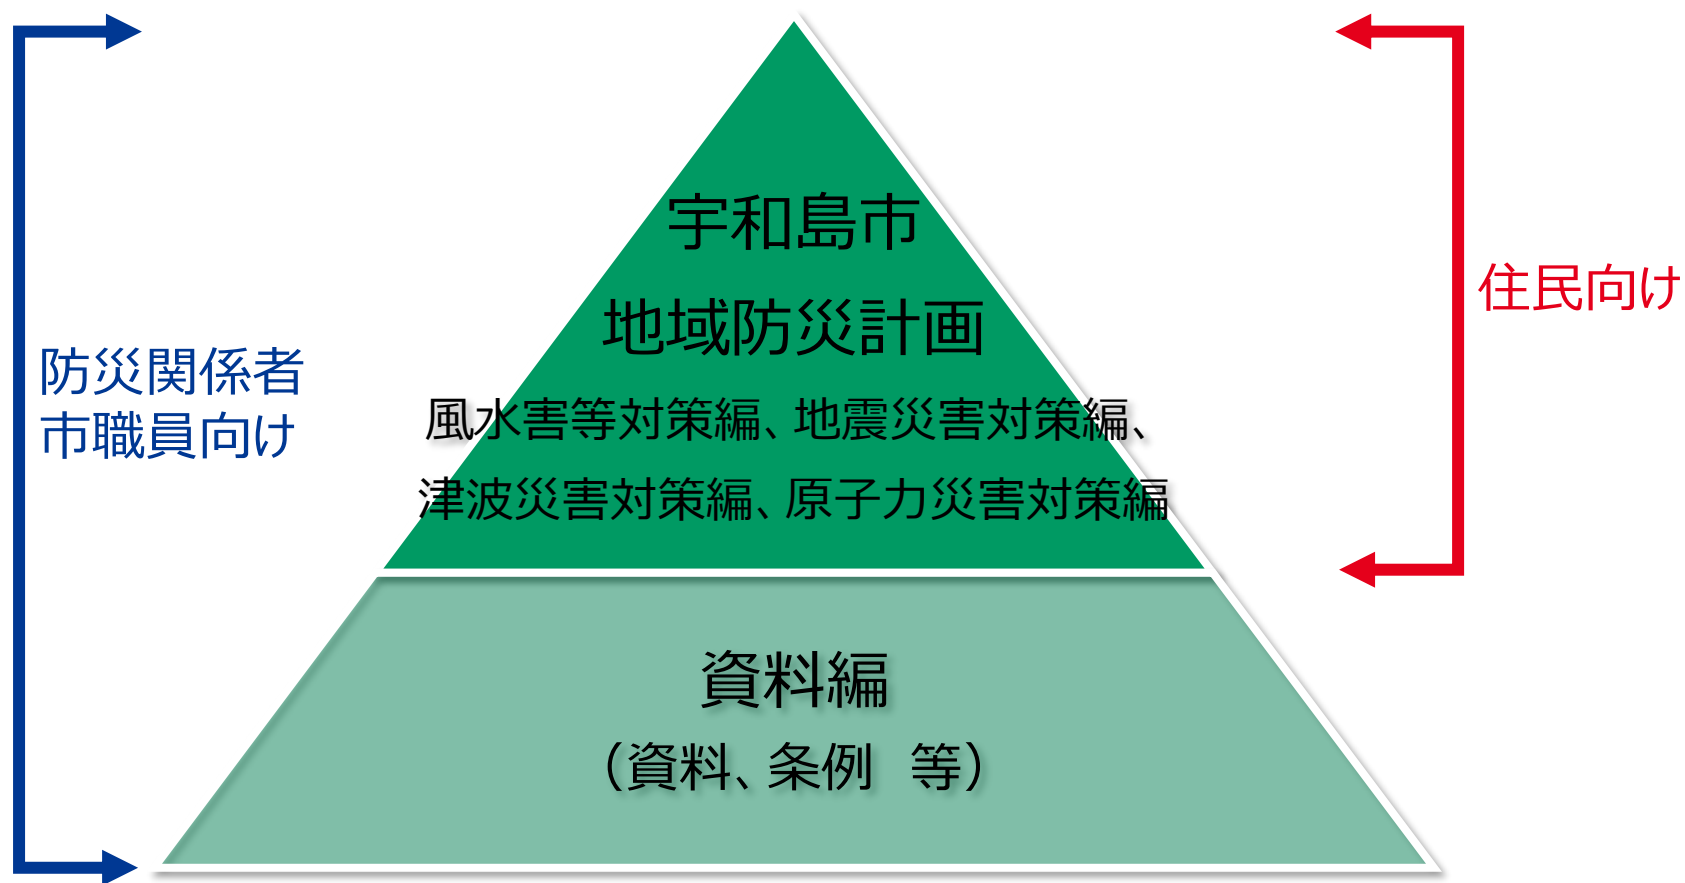 宇和島市
地域防災計画
風水害等対策編、地震災害対策編、
津波災害対策編、原子力災害対策編
資料編
（資料、条例　等）
防災関係者
市職員向け
住民向け